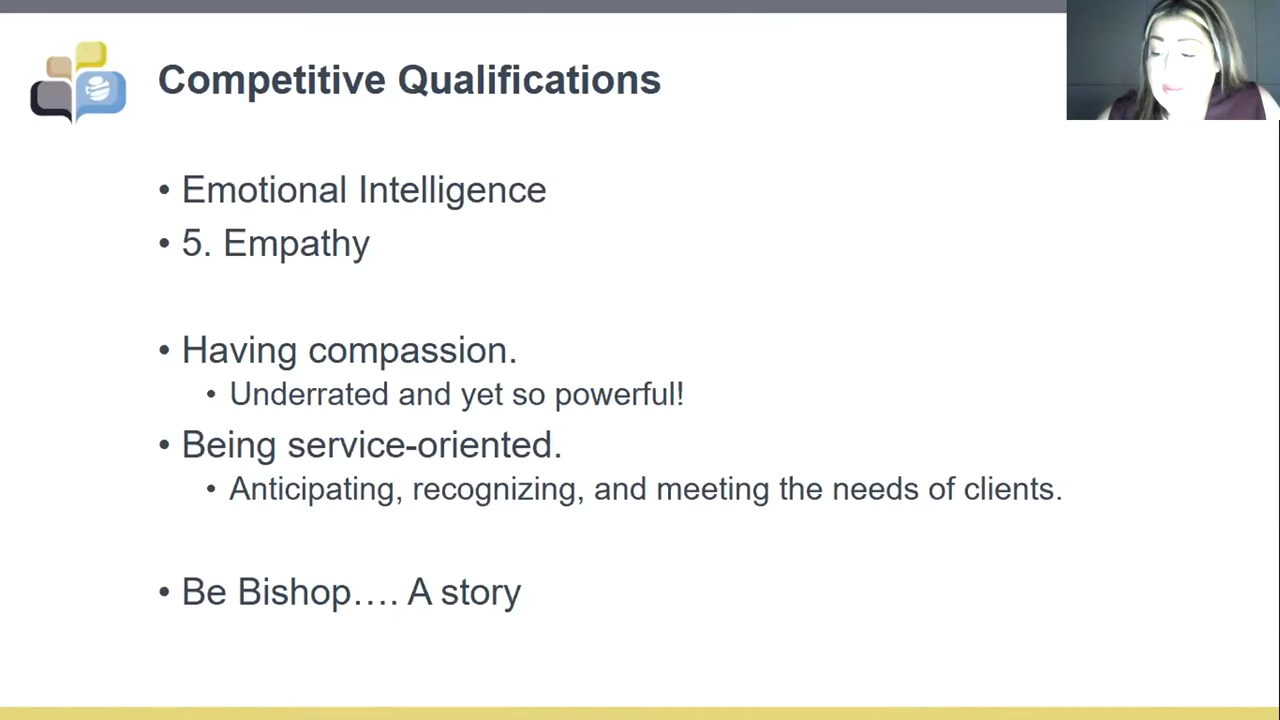 Competitive Qualifications
• Emotional Intelligence
• 5. Empathy
• Having compassion.
• Underrated and yet so powerful!
• Being service-oriented.
• Anticipating, recognizing, and meeting the needs of clients.
• Be Bishop…. A story